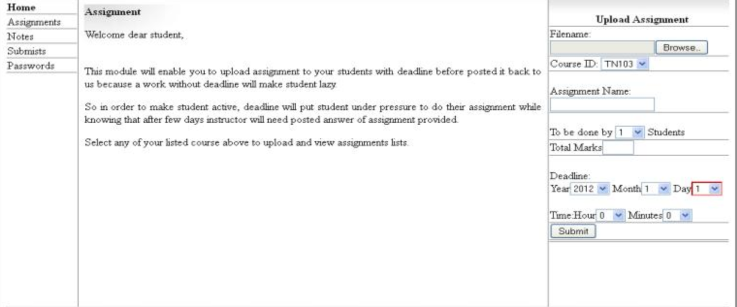 Home
Assignments
Notes
Submists
Passwords
Assignment
Welcome dear student,
This module will enable you to upload assignment to your students with deadline before posted it back to
us because a work without deadline will make student lazy
So in order to make student active, deadline will put student under pressure to do their assignment while
knowing that after few days instructor will need posted answer of assignment provided.
Select any of your listed course above to upload and view assignments lists.
Upload Assignment
Filename:
Browse..
Course ID: TN103
Assignment Name:
To be done by 1 Students
Total Marks
Deadline:
Year 2012 Month 1 Day 1
Time:Hour 0 Minutes 0
Submit